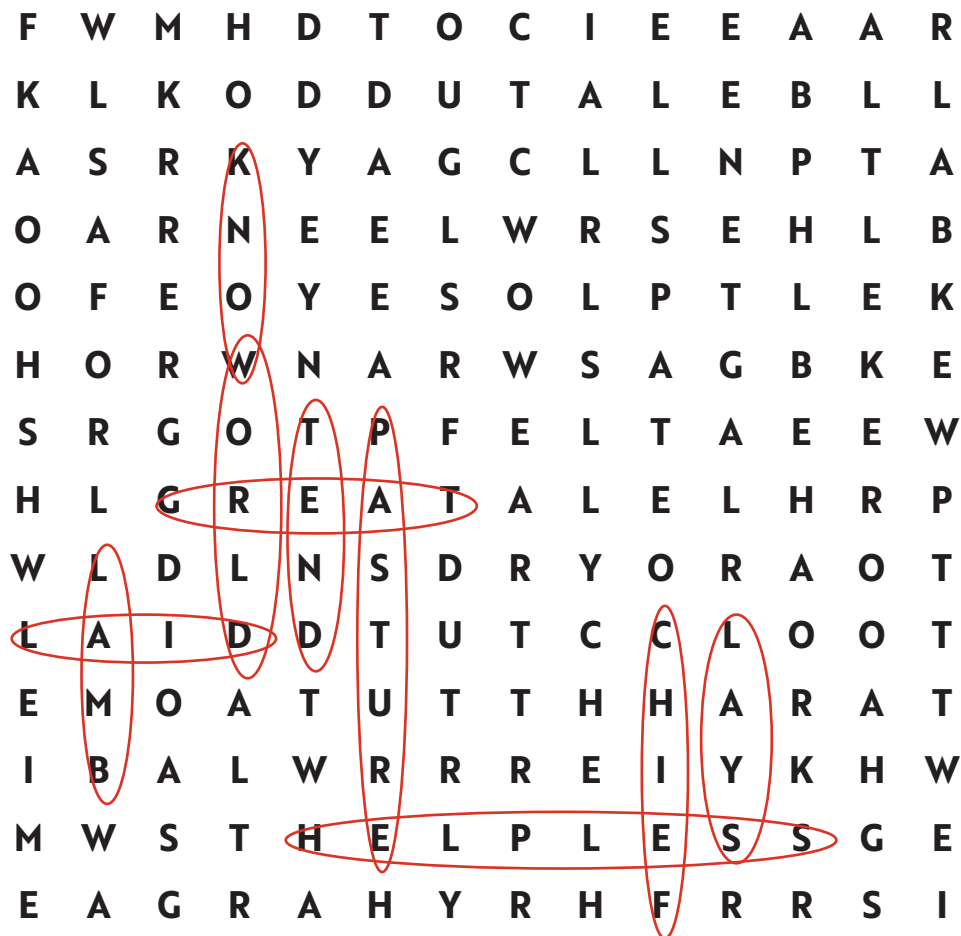 F W M H D T O C I E E A A R
K L K O D D U T A L E B L L
A S R K Y A G C L L N P T A
O A R N E E L W R S E H L B
O F E O Y E S O L P T L E K
H O R W N A R W S A G B K E
S R G O T P F E L T A E E W
H L G R E A T A L E L H R P
W L D L N S D R Y O R A O T
L A I D D T U T C C L O O T
E M O A T U T T H H A R A T
I B A L W R R R E I Y K H W
M W S T H E L P L E S S G E
E A G R A H Y R H F R R S I